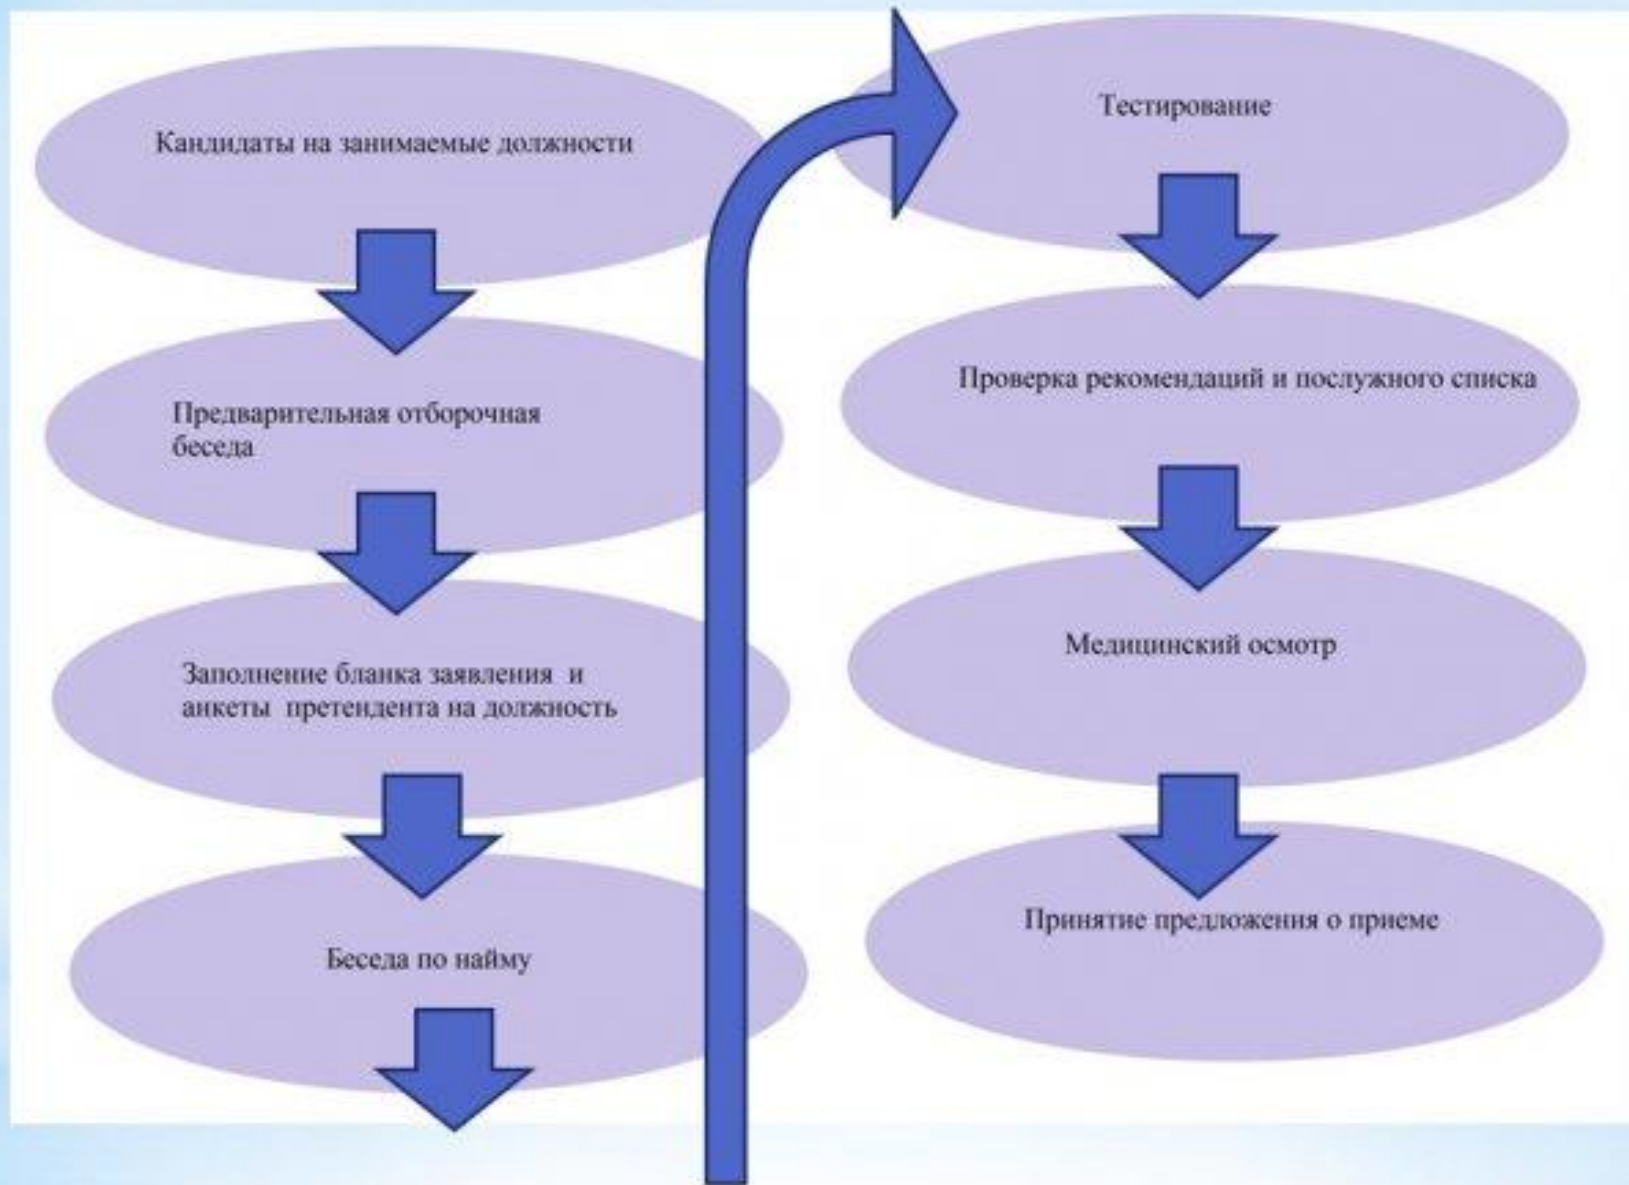 Кандидаты на занимаемые должности
Предварительная отборочная
беседа
Заполнение бланка заявления и
анкеты претендента на должность
Беседа по найму
Тестирование
Проверка рекомендаций и послужного списка
Медицинский осмотр
Принятие предложения о приеме